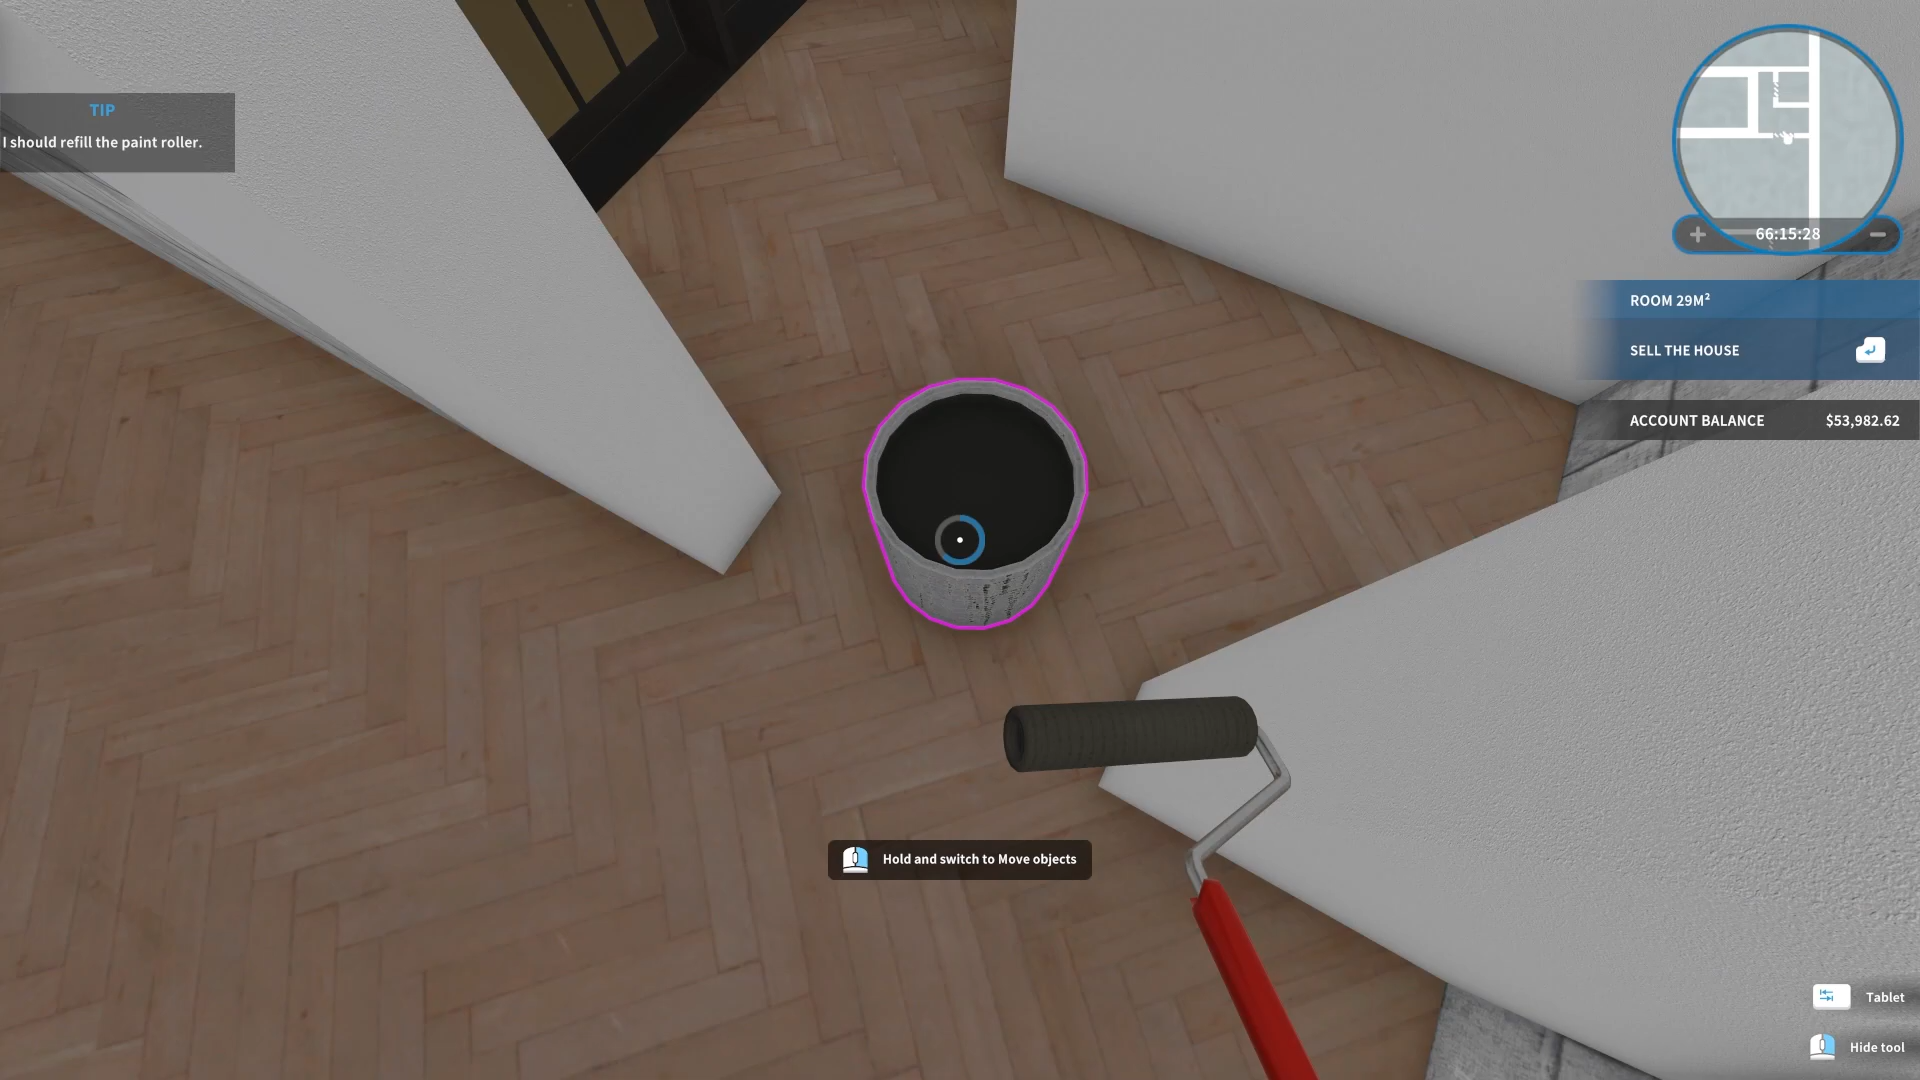 TIP
I should refill the paint roller.
66:15:28
ROOM 29M²
SELL THE HOUSE
ACCOUNT BALANCE $53,982.62
Hold and switch to Move objects
Tablet
Hide tool